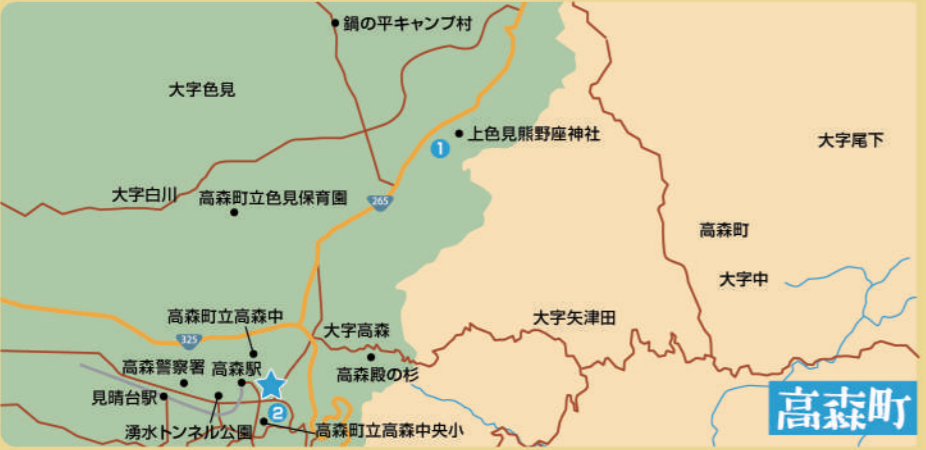 鍋の平キャンプ村
大字色見
上色見熊野座神社
1
大字尾下
大字白川
高森町立色見保育園
265
高森町
大字中
高森町立高森中
大字高森
大字矢津田
325
高森警察署
高森駅
高森殿の杉
見晴台駅
2
湧水トンネル公園
高森町立高森中央小
高森町